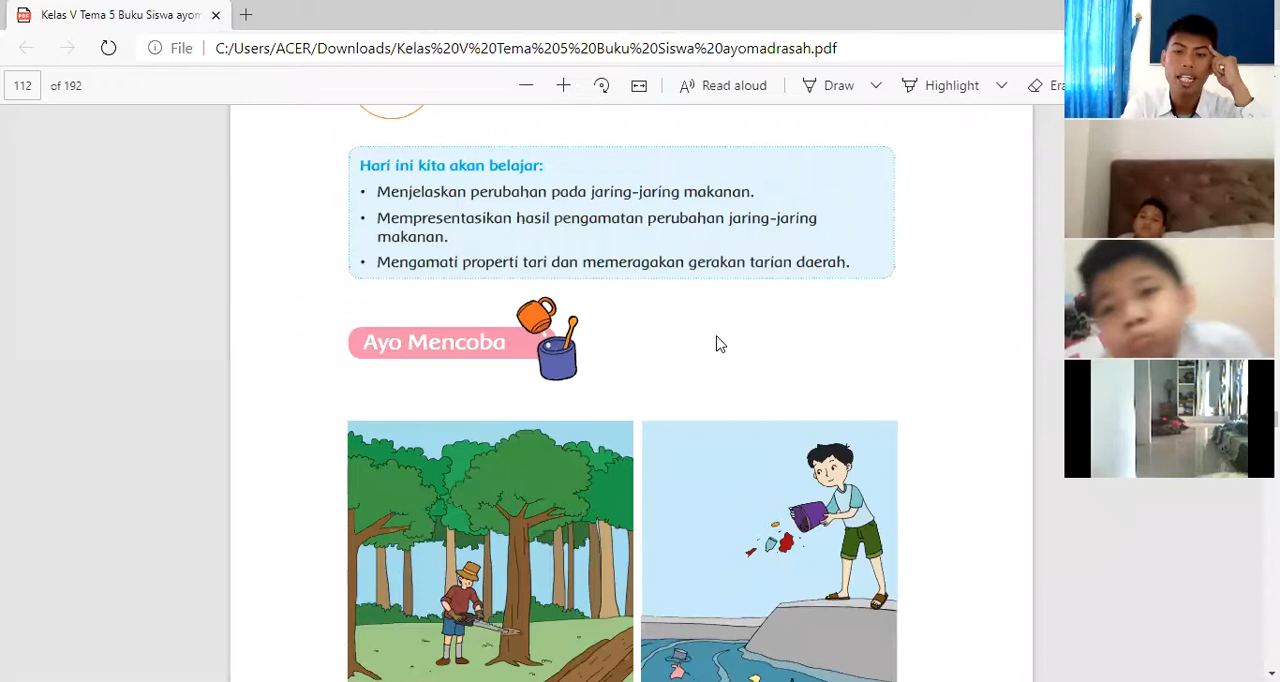 Kelas V Tema 5 Buku Siswa ayom
File
C:/Users/ACER/Downloads/Kelas%20V%20Tema%205%20Buku%20Siswa%20ayomadrasah.pdf
112 of 192
Read aloud
Draw
Highlight
Era
Hari ini kita akan belajar:
• Menjelaskan perubahan pada jaring-jaring makanan.
• Mempresentasikan hasil pengamatan perubahan jaring-jaring
makanan.
• Mengamati properti tari dan memeragakan gerakan tarian daerah.
Ayo Mencoba